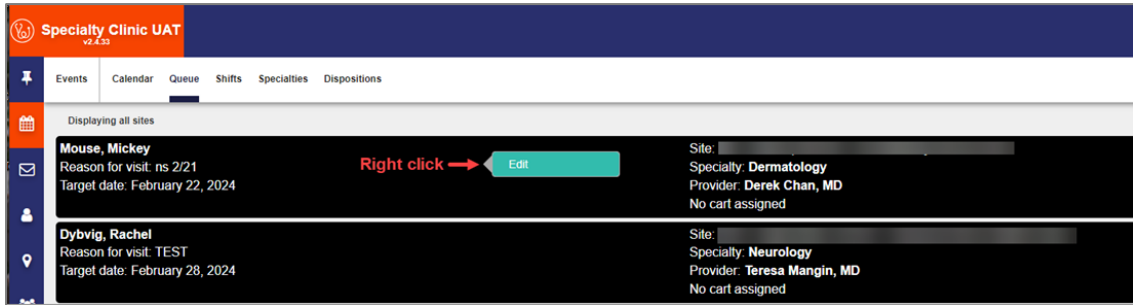 Specialty Clinic UAT
v2.4.33
Events Calendar Queue Shifts Specialties Dispositions
Displaying all sites
Mouse, Mickey
Reason for visit: ns 2/21
Target date: February 22, 2024
Right click
Edit
Site:
Specialty: Dermatology
Provider: Derek Chan, MD
No cart assigned
Dybvig, Rachel
Reason for visit: TEST
Target date: February 28, 2024
Site:
Specialty: Neurology
Provider: Teresa Mangin, MD
No cart assigned